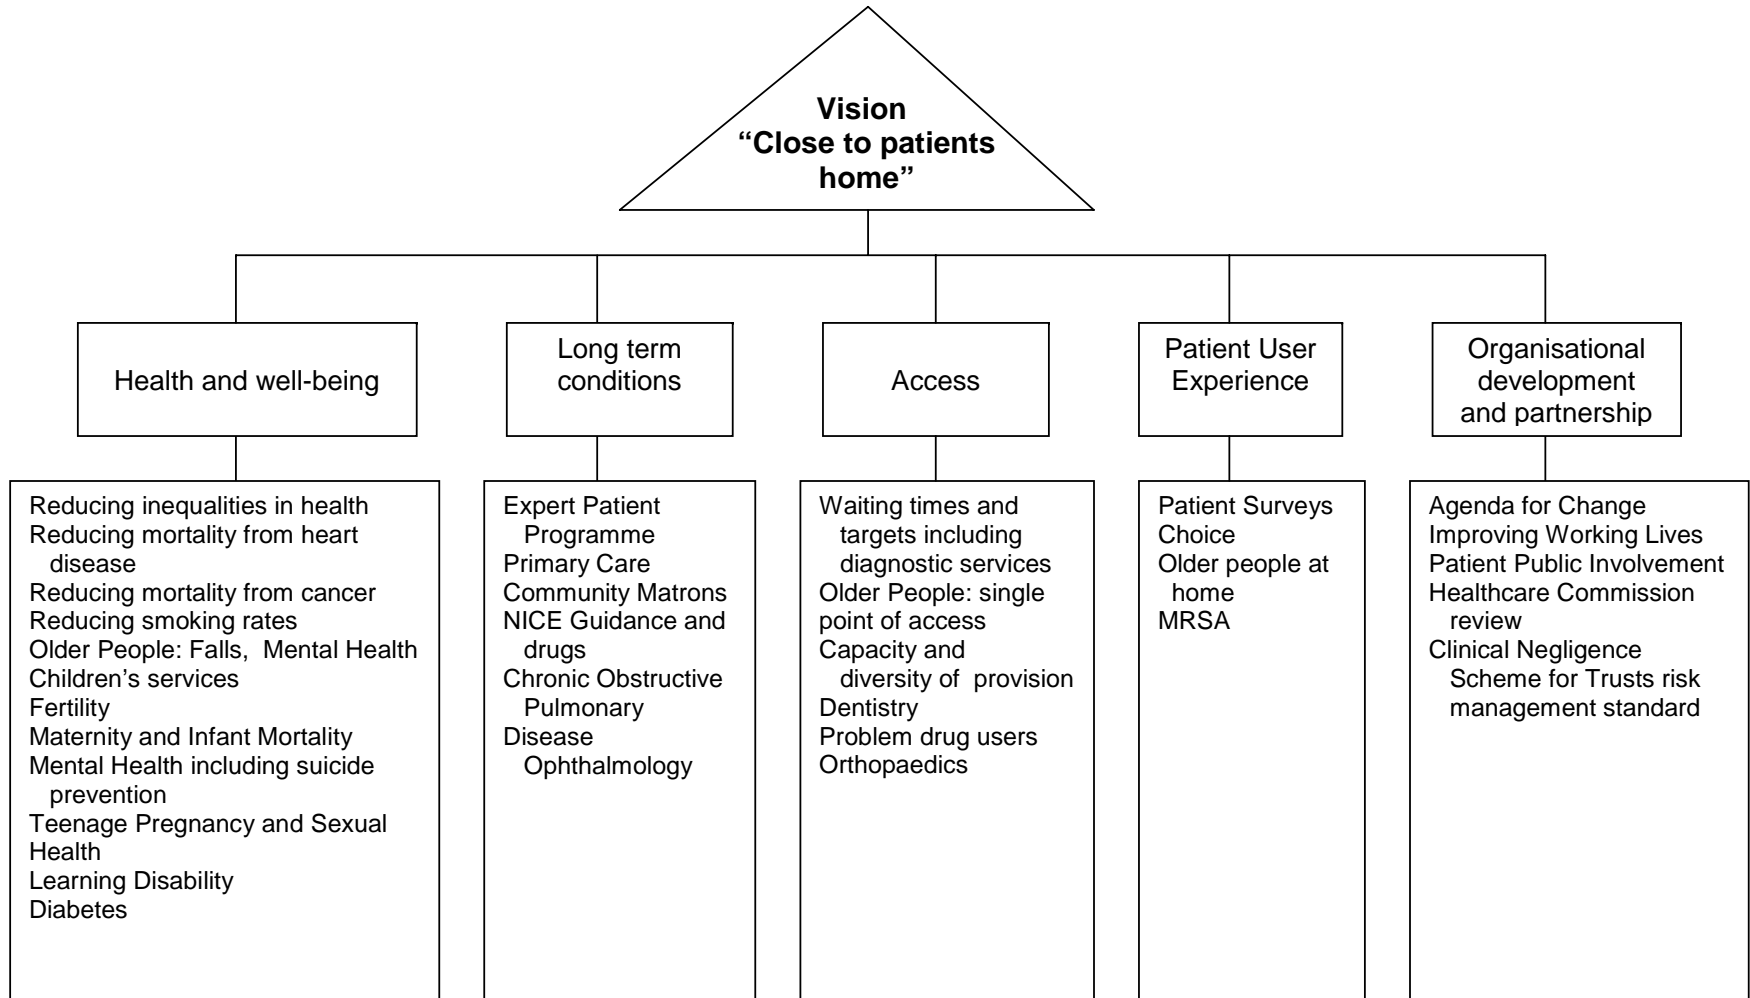 Vision
“Close to patients
home”
Health and well-being
Long term
conditions
Access
Patient User
Experience
Organisational
development
and partnership
Reducing inequalities in health
Reducing mortality from heart
disease
Reducing mortality from cancer
Reducing smoking rates
Older People: Falls, Mental Health
Children’s services
Fertility
Maternity and Infant Mortality
Mental Health including suicide
prevention
Teenage Pregnancy and Sexual
Health
Learning Disability
Diabetes
Expert Patient
Programme
Primary Care
Community Matrons
NICE Guidance and
drugs
Chronic Obstructive
Pulmonary
Disease
Ophthalmology
Waiting times and
targets including
diagnostic services
Older People: single
point of access
Capacity and
diversity of provision
Dentistry
Problem drug users
Orthopaedics
Patient Surveys
Choice
Older people at
home
MRSA
Agenda for Change
Improving Working Lives
Patient Public Involvement
Healthcare Commission
review
Clinical Negligence
Scheme for Trusts risk
management standard